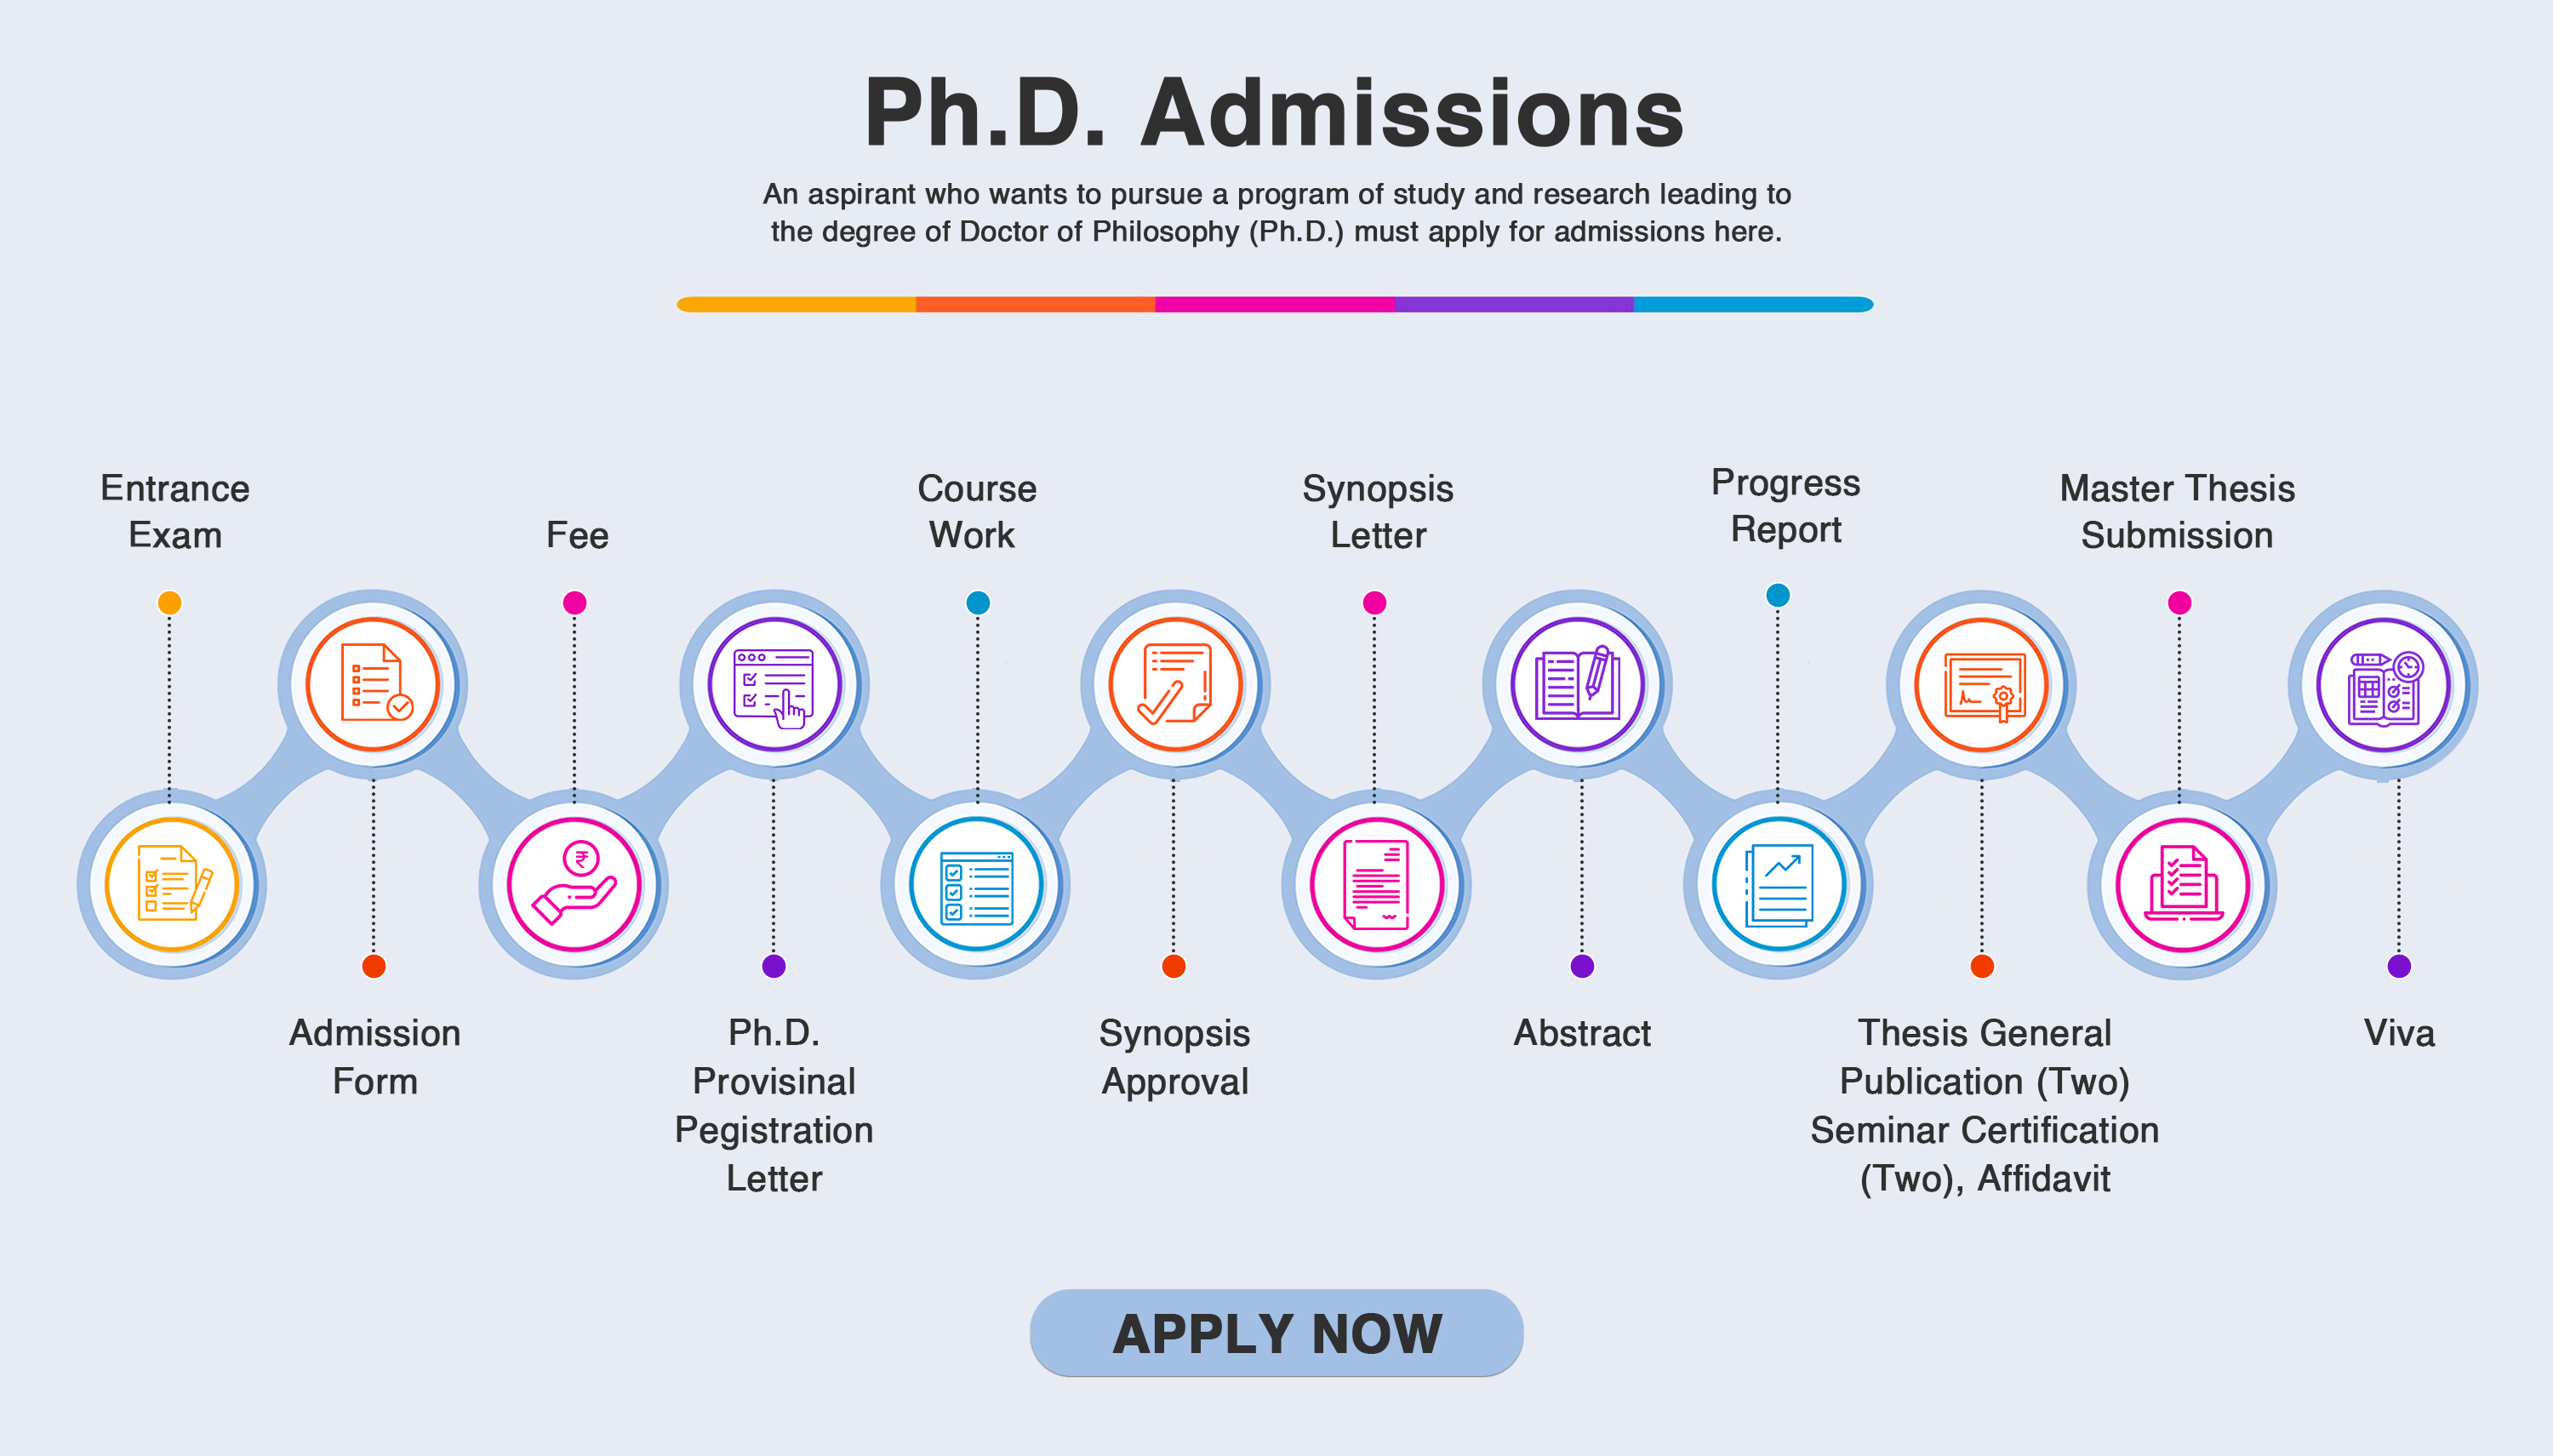 Ph.D. Admissions
An aspirant who wants to pursue a program of study and research leading to
the degree of Doctor of Philosophy (Ph.D.) must apply for admissions here.
Entrance
Exam
Admission
Form
Fee
₹
Ph.D.
Provisinal
Pegistration
Letter
Course
Work
Synopsis
Approval
Synopsis
Letter
Abstract
Progress
Report
Thesis General
Publication (Two)
Seminar Certification
(Two), Affidavit
Master Thesis
Submission
Viva
APPLY NOW